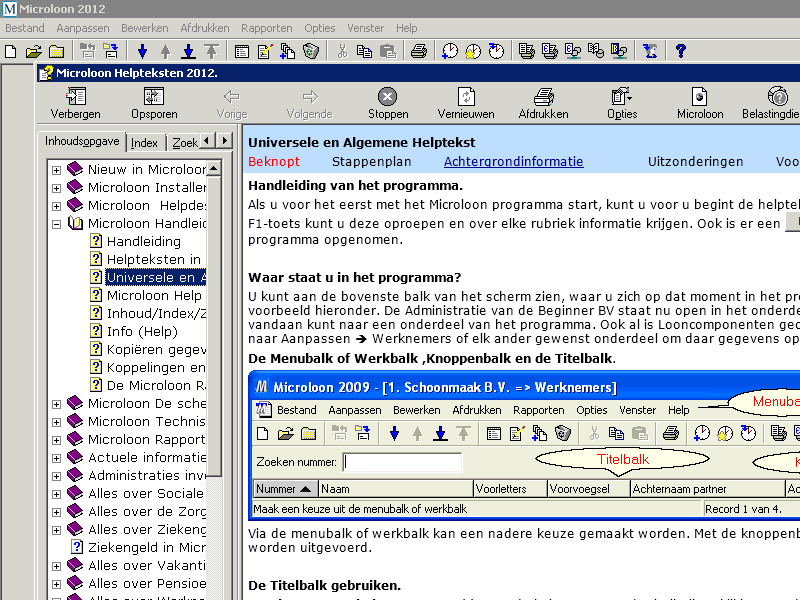 Microloon 2012
Bestand Aanpassen Bewerken Afdrukken Rapporten Opties Venster Help
Microloon Helpteksten 2012.
Verbergen Opsporen Vorige Volgende Stoppen Vernieuwen Afdrukken Opties Microloon Belastingdie
Inhoudsopgave Index Zoek
Nieuw in Microloor
Microloon Installer
Microloon Helpdes
Microloon Handleid
Handleiding
Helpteksten in
Universele en A
Microloon Help
Inhoud/Index/Z
Info (Help)
Kopiëren gegev
Koppelingen en
De Microloon R
Microloon De sche
Microloon Technis
Microloon Rapport
Actuele informatie
Administraties inv
Alles over Sociale
Alles over de Zorg
Alles over Ziekeng
Ziekengeld in Micr
Alles over Vakanti
Alles over Pensioe
Universele en Algemene Helptekst
Beknopt Stappenplan Achtergrondinformatie Uitzonderingen Voo
Handleiding van het programma.
Als u voor het eerst met het Microloon programma start, kunt u voor u begint de helptel
F1-toets kunt u deze oproepen en over elke rubriek informatie krijgen. Ook is er een
programma opgenomen.
Waar staat u in het programma?
U kunt aan de bovenste balk van het scherm zien, waar u zich op dat moment in het pr
voorbeeld hieronder. De Administratie van de Beginner BV staat nu open in het onderde
vandaan kunt naar een onderdeel van het programma. Ook al is Looncomponenten geo
naar Aanpassen ➔ Werknemers of elk ander gewenst onderdeel om daar gegevens op
De Menubalk of Werkbalk ,Knoppenbalk en de Titelbalk.
Microloon 2009 - [1. Schoonmaak B.V. => Werknemers]
Bestand Aanpassen Bewerken Afdrukken Rapporten Opties Venster Help
Menuba
Zoeken nummer:
Titelbalk
K
Nummer Naam Voorletters Voorvoegsel Achternaam partner Ac
Maak een keuze uit de menubalk of werkbalk Record 1 van 4.
Via de menubalk of werkbalk kan een nadere keuze gemaakt worden. Met de knoppenb
worden uitgevoerd.
De Titelbalk gebruiken.